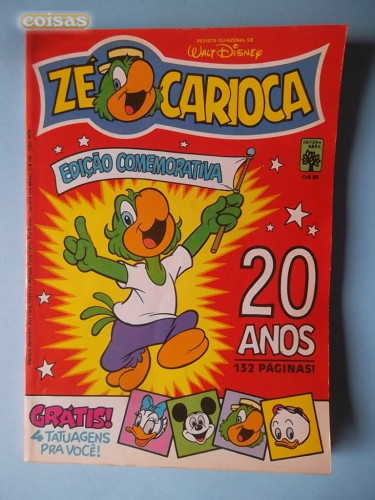 coisas
REVISTA QUINZENAL DE
WALT DISNEY
ZÉ CARIOCA
EDITORA
ABRIL
EDIÇÃO COMEMORATIVA
20
ANOS
132 PÁGINAS!
GRÁTIS!
4 TATUAGENS
PRA VOCÊ!